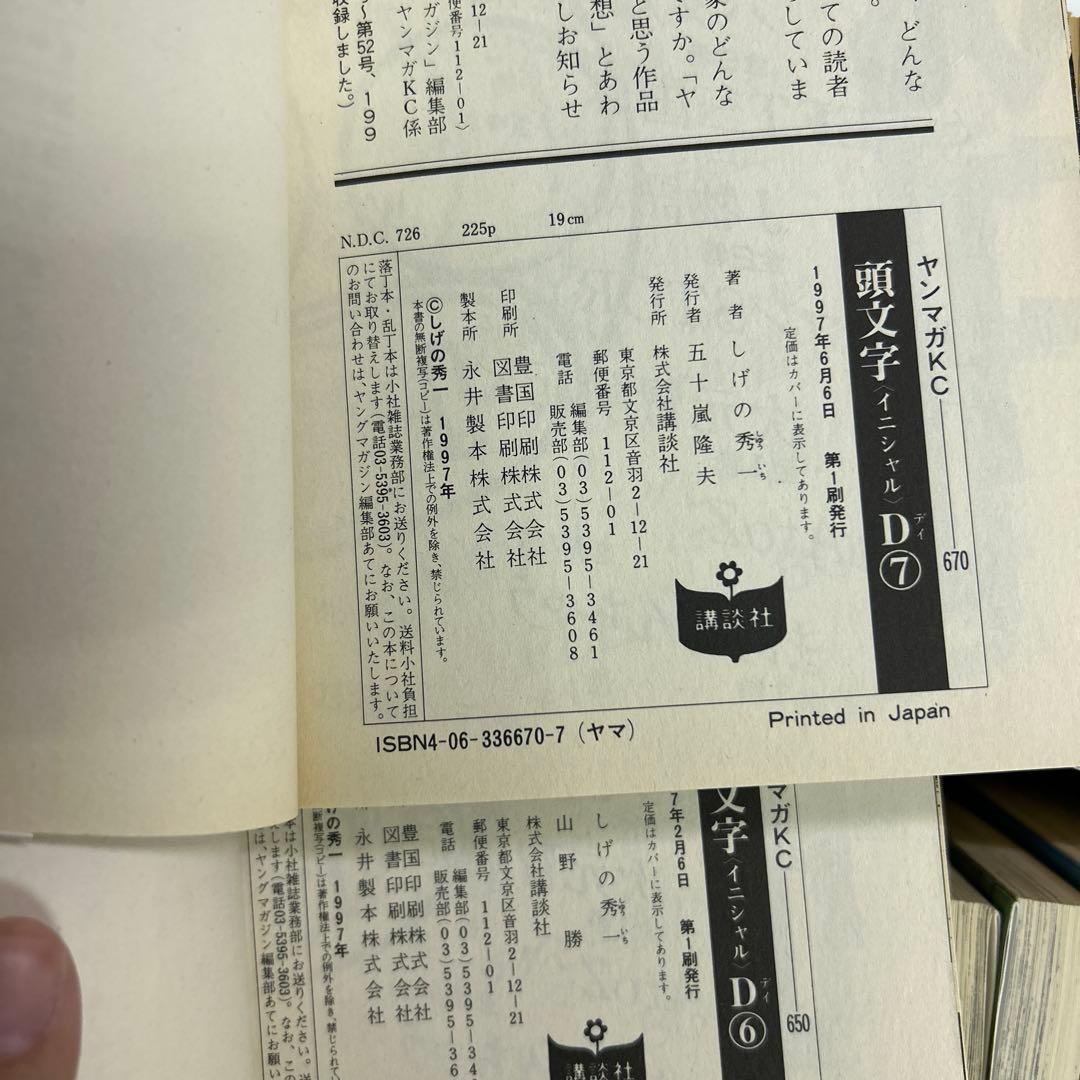 、どんな
ての読者
していま
家のどんな
ですか。「ヤ
と思う作品
想」とあわ
しお知らせ
12-21
便番号112-01)
ガジン」編集部
ヤンマガKC係
第52号、199
収録しました。)
N.D.C. 726 225p 19cm
ヤンマガKC 670
頭文字〈イニシャル〉D⑦
ディ
1997年6月6日 第1刷発行
定価はカバーに表示してあります。
著者 しげの秀一
しゅういち
発行者 五十嵐隆夫
発行所 株式会社講談社
東京都文京区音羽2-12-21
郵便番号 112-01
電話 編集部(03)5395-3461
販売部(03)5395-3608
印刷所 豊国印刷株式会社
図書印刷株式会社
製本所 永井製本株式会社
©しげの秀一 1997年
本書の無断複写(コピー)は著作権法上での例外を除き、禁じられています。
落丁本・乱丁本は小社雑誌業務部にお送りください。送料小社負担
にてお取り替えします(電話03-5395-3603)。なお、この本について
のお問い合わせは、ヤングマガジン編集部あてにお願いいたします。
講談社
ISBN4-06-336670-7 (ヤマ)
Printed in Japan
マガKC 650
文字〈イニシャル〉D⑥
ディ
7年2月6日 第1刷発行
定価はカバーに表示してあります。
しげの秀一
しゅういち
山野勝
株式会社講談社
東京都文京区音羽2-12-21
郵便番号 112-01
電話 編集部(03)5395-34
販売部(03)5395-36
豊国印刷株式会社
図書印刷株式会社
永井製本株式会社
げの秀一 1997年
断複写(コピー)は著作権法上での例外を除き、禁じられてい
本は小社雑誌業務部にお送りください。送
します(電話03-5395-3603)。なお、この
は、ヤングマガジン編集部あてにお願い
講談社